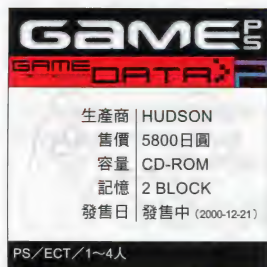 GAME PS
GAME DATA
生產商 HUDSON
售價 5800日圓
容量 CD-ROM
記憶 2 BLOCK
發售日 發售中（2000-12-21）
PS／ECT／1~4人